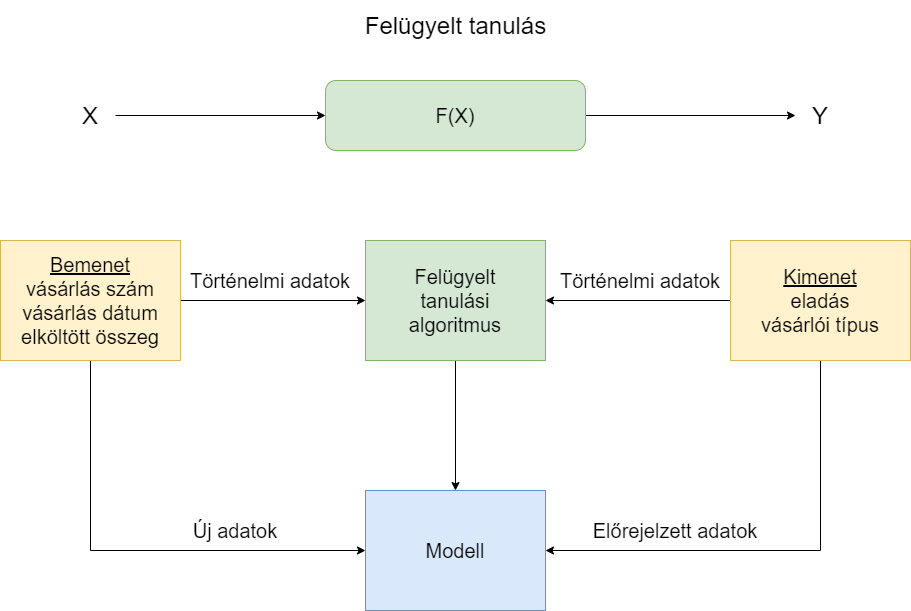 Felügyelt tanulás
X
F(X)
Y
Bemenet
vásárlás szám
vásárlás dátum
elköltött összeg
Történelmi adatok
Felügyelt
tanulási
algoritmus
Történelmi adatok
Kimenet
eladás
vásárlói típus
Új adatok
Modell
Előrejelzett adatok